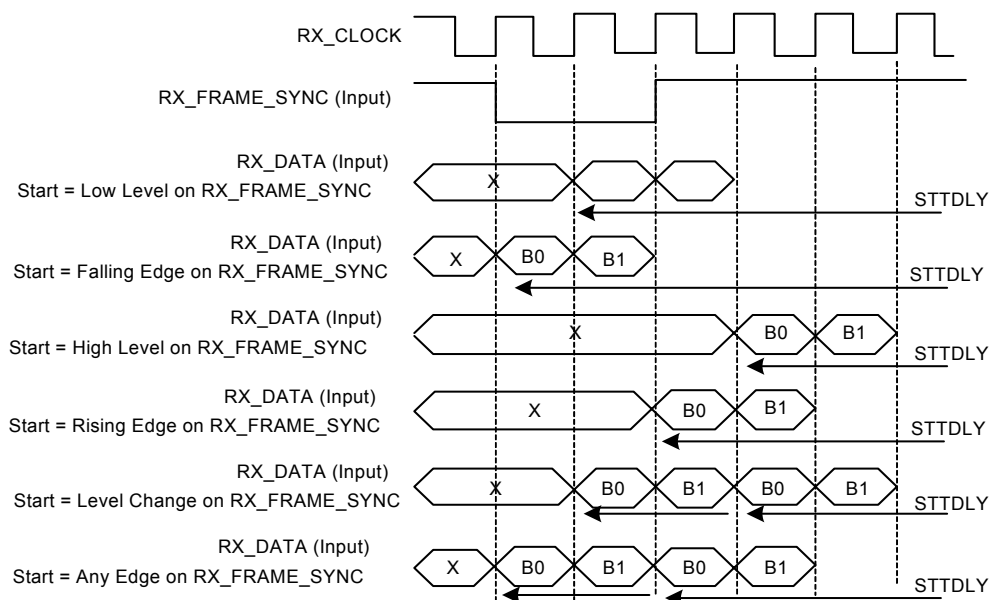 RX_CLOCK
RX_FRAME_SYNC (Input)
RX_DATA (Input)
Start = Low Level on RX_FRAME_SYNC
X
STTDLY
RX_DATA (Input)
Start = Falling Edge on RX_FRAME_SYNC
X B0 B1
STTDLY
RX_DATA (Input)
Start = High Level on RX_FRAME_SYNC
X B0 B1
STTDLY
RX_DATA (Input)
Start = Rising Edge on RX_FRAME_SYNC
X B0 B1
STTDLY
RX_DATA (Input)
Start = Level Change on RX_FRAME_SYNC
X B0 B1 B0 B1
STTDLY
RX_DATA (Input)
Start = Any Edge on RX_FRAME_SYNC
X B0 B1 B0 B1
STTDLY